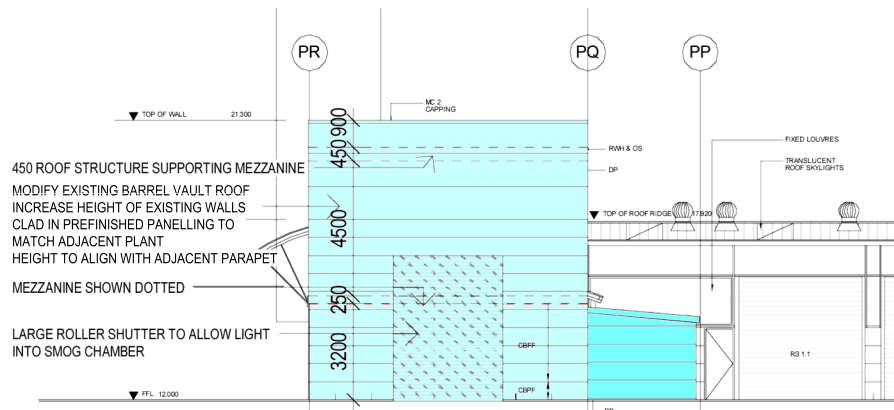 PR
PQ
PP
MC 2
CAPPING
TOP OF WALL 21.300
900
450
RWH & OS
DP
FIXED LOUVRES
TRANSLUCENT
ROOF SKYLIGHTS
450 ROOF STRUCTURE SUPPORTING MEZZANINE
MODIFY EXISTING BARREL VAULT ROOF
INCREASE HEIGHT OF EXISTING WALLS
CLAD IN PREFINISHED PANELLING TO
MATCH ADJACENT PLANT
HEIGHT TO ALIGN WITH ADJACENT PARAPET
4500
TOP OF ROOF RIDGE 17.920
MEZZANINE SHOWN DOTTED
250
LARGE ROLLER SHUTTER TO ALLOW LIGHT
INTO SMOG CHAMBER
3200
CBFF
RS 1.1
CBPF
FFL 12.000